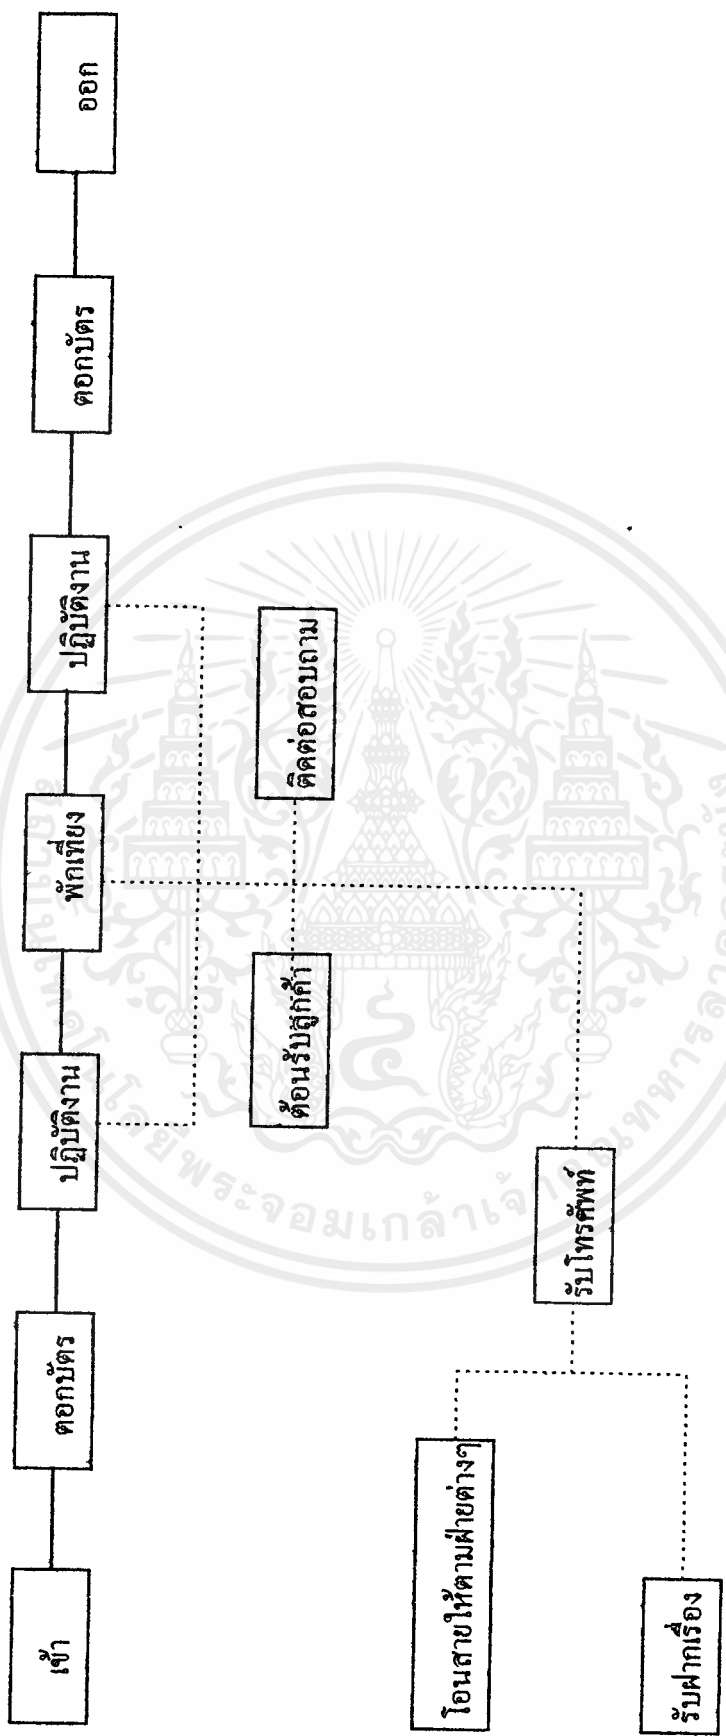 เข้า
ตอกบัตร
ปฏิบัติงาน
พักเที่ยง
ปฏิบัติงาน
ตอกบัตร
ออก
ต้อนรับลูกค้า
ติดต่อสอบถาม
โอนสายให้ตามฝ่ายต่างๆ
รับโทรศัพท์
รับฝากเรื่อง